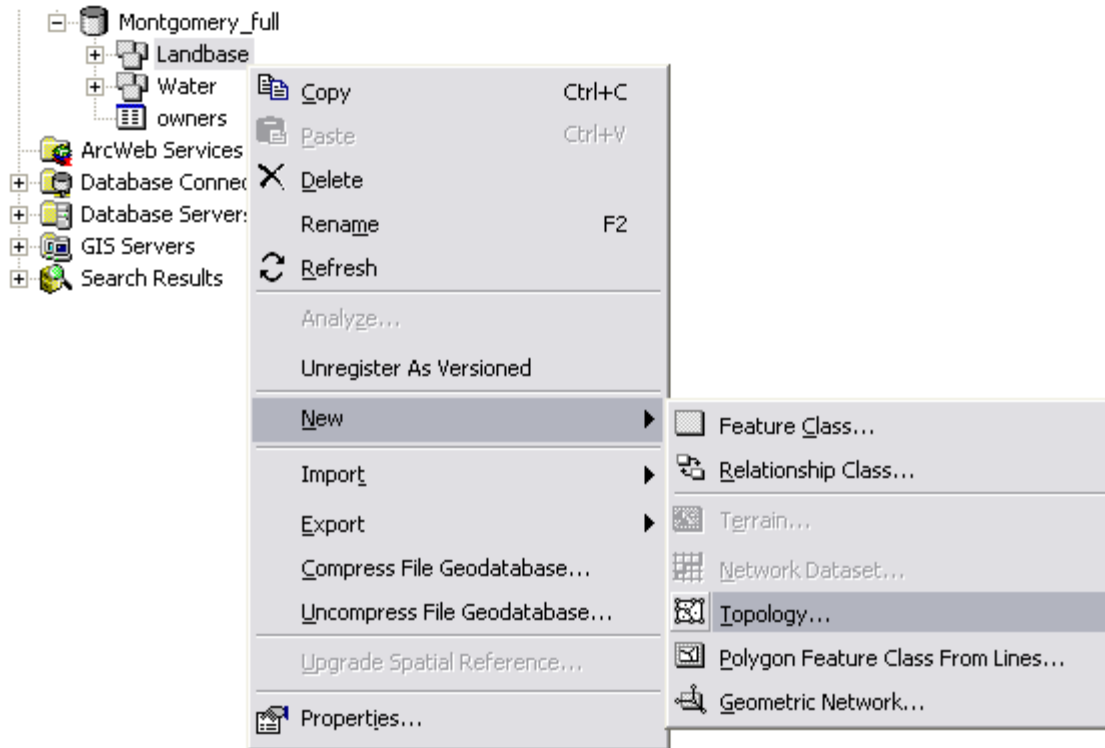 Montgomery_full
Landbase
Water
owners
ArcWeb Services
Database Connec
Database Servers
GIS Servers
Search Results
Copy Ctrl+C
Paste Ctrl+V
Delete
Rename F2
Refresh
Analyze...
Unregister As Versioned
New
Import
Export
Compress File Geodatabase...
Uncompress File Geodatabase...
Upgrade Spatial Reference...
Properties...
Feature Class...
Relationship Class...
Terrain...
Network Dataset...
Topology...
Polygon Feature Class From Lines...
Geometric Network...